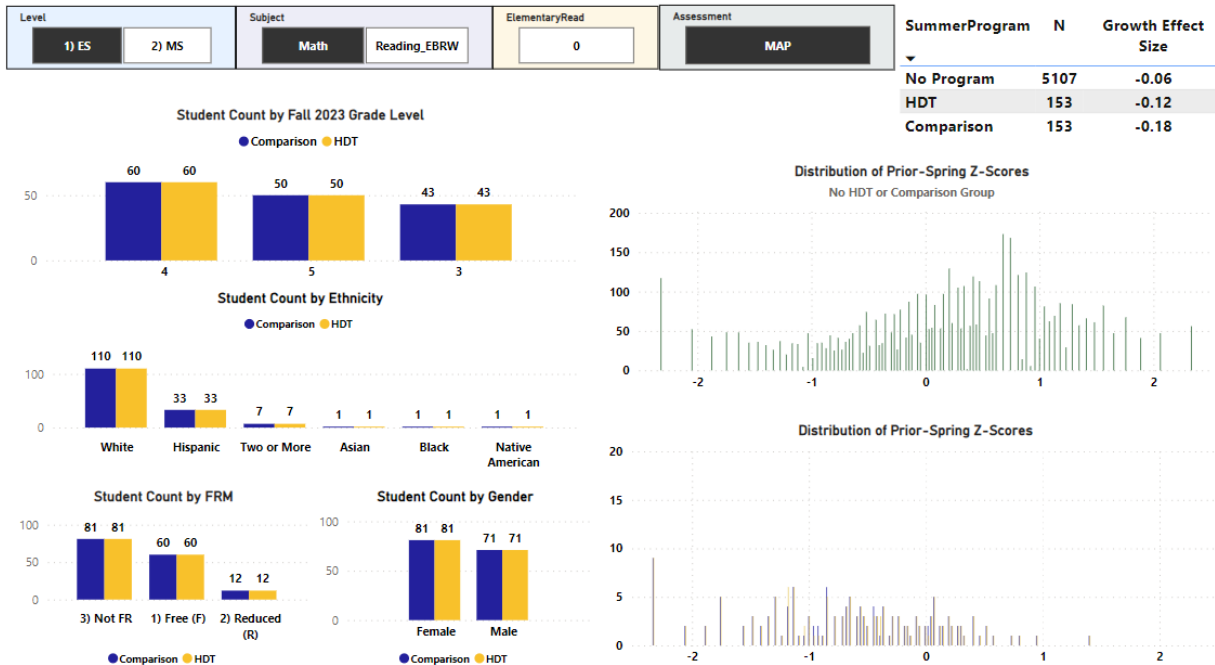 Level
1) ES 2) MS
Subject
Math Reading_EBRW
ElementaryRead
0
Assessment
MAP
SummerProgram N Growth Effect
Size
No Program 5107 -0.06
HDT 153 -0.12
Comparison 153 -0.18
Student Count by Fall 2023 Grade Level
Comparison HDT
60 60
50 50
43 43
50
0
4 5 3
Student Count by Ethnicity
Comparison HDT
110 110
33 33
7 7
1 1
1 1
1 1
100
0
White Hispanic Two or More Asian Black Native
American
Student Count by FRM
100
81 81
60 60
12 12
50
0
3) Not FR 1) Free (F) 2) Reduced
(R)
Comparison HDT
Student Count by Gender
100
81 81
71 71
50
0
Female Male
Comparison HDT
Distribution of Prior-Spring Z-Scores
No HDT or Comparison Group
200
150
100
50
0
-2 -1 0 1 2
Distribution of Prior-Spring Z-Scores
20
15
10
5
0
-2 -1 0 1 2